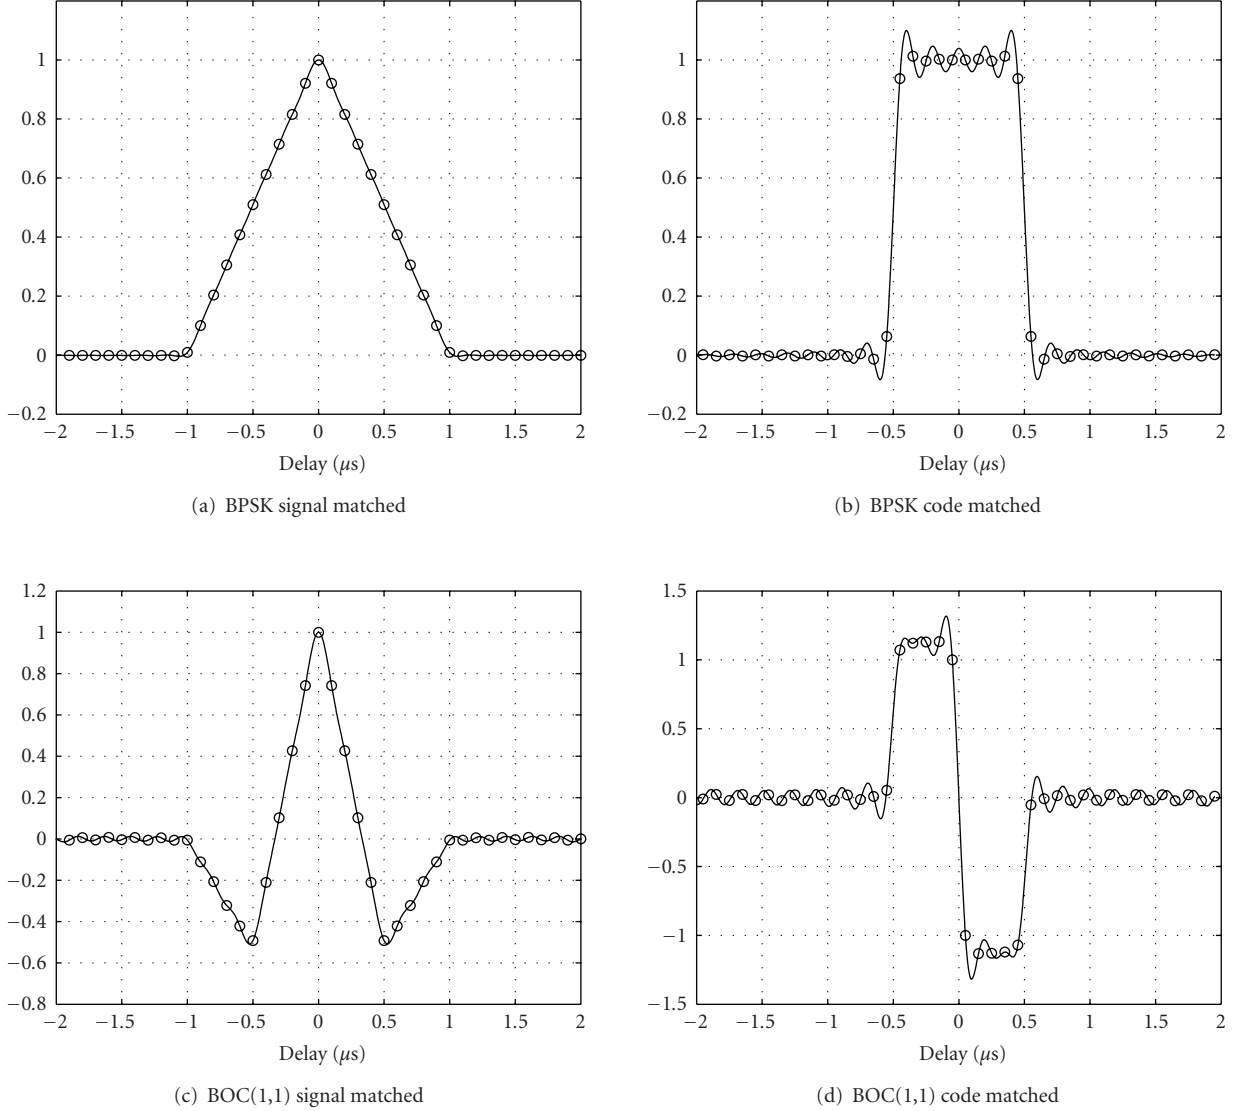 1
0.8
0.6
0.4
0.2
0
−0.2
−2 −1.5 −1 −0.5 0 0.5 1 1.5 2
Delay (μs)
(a) BPSK signal matched
1
0.8
0.6
0.4
0.2
0
−0.2
−2 −1.5 −1 −0.5 0 0.5 1 1.5 2
Delay (μs)
(b) BPSK code matched
1.2
1
0.8
0.6
0.4
0.2
0
−0.2
−0.4
−0.6
−0.8
−2 −1.5 −1 −0.5 0 0.5 1 1.5 2
Delay (μs)
(c) BOC(1,1) signal matched
1.5
1
0.5
0
−0.5
−1
−1.5
−2 −1.5 −1 −0.5 0 0.5 1 1.5 2
Delay (μs)
(d) BOC(1,1) code matched